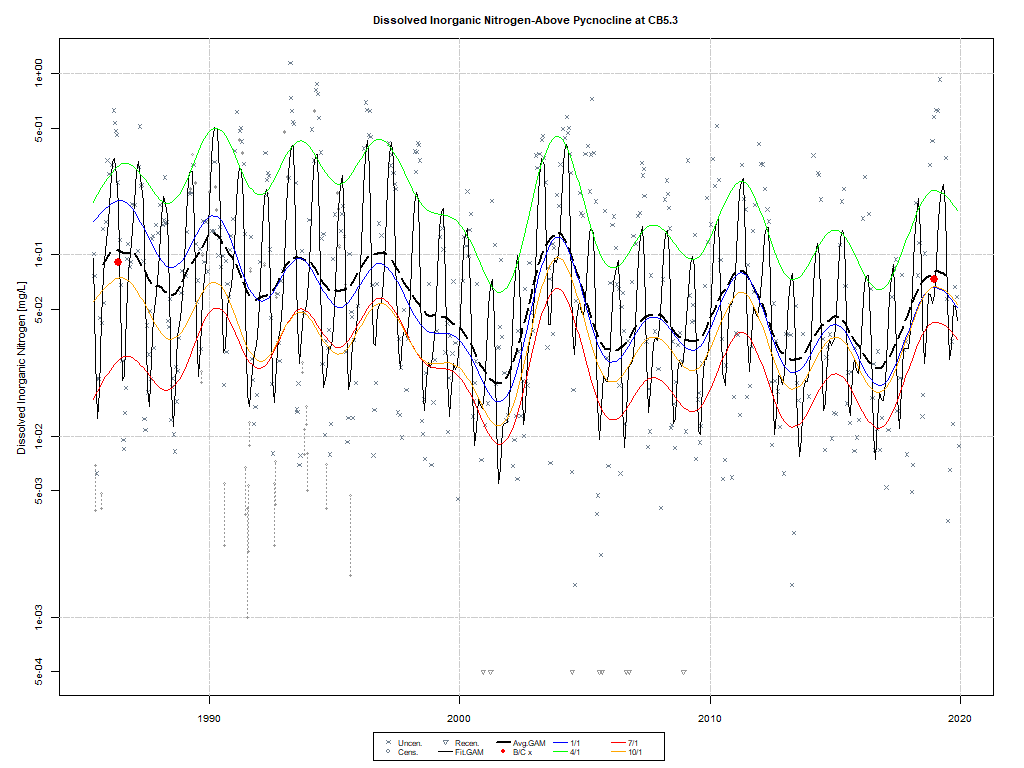 Dissolved Inorganic Nitrogen-Above Pycnocline at CB5.3
Dissolved Inorganic Nitrogen [mg/L]
1e+00
5e-01
1e-01
5e-02
1e-02
5e-03
1e-03
5e-04
1990
2000
2010
2020
Uncen. Recen. Avg.GAM 1/1 7/1
Cens. Fit.GAM B/C x 4/1 10/1